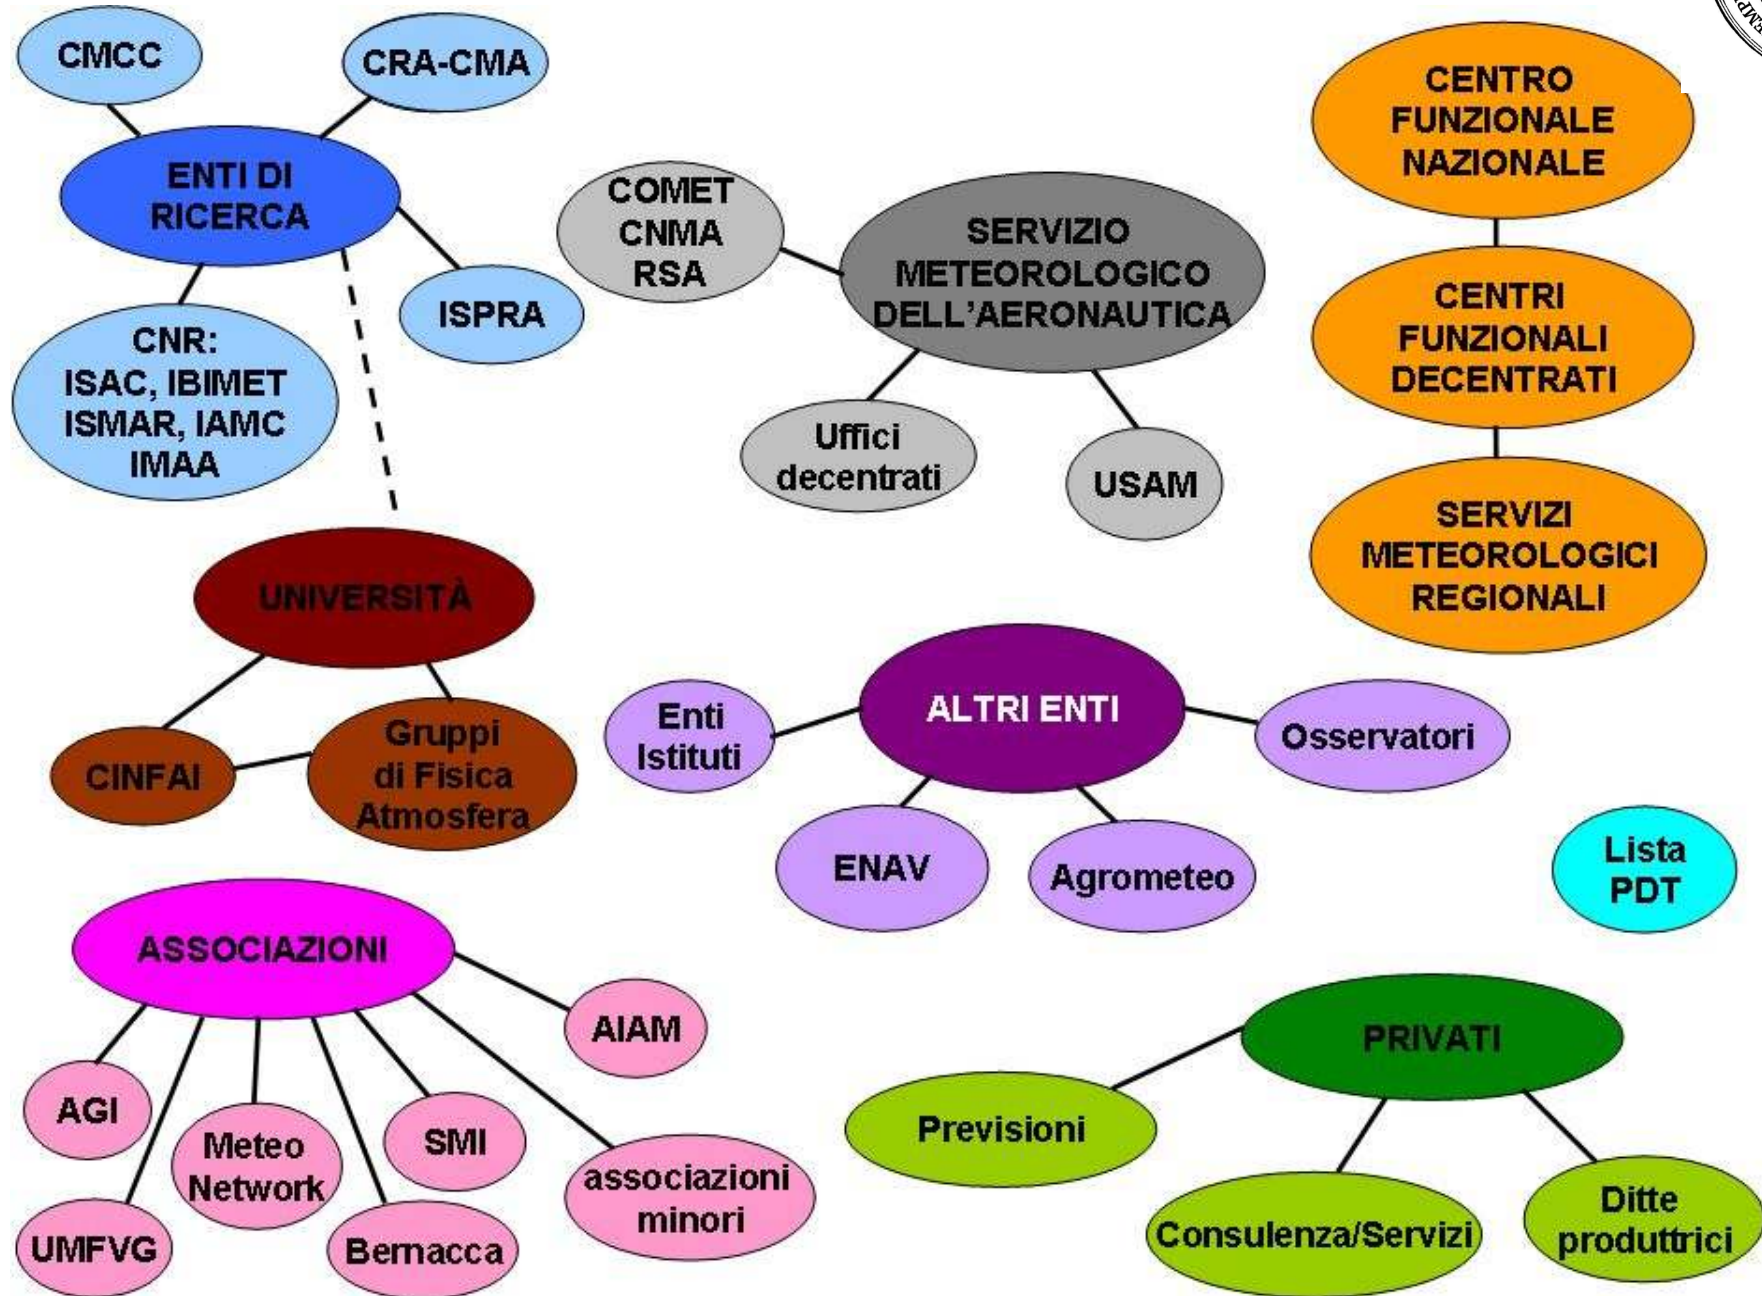 CMCC
CRA-CMA
ENTI DI
RICERCA
ISPRA
CNR:
ISAC, IBIMET
ISMAR, IAMC
IMAA
COMET
CNMA
RSA
SERVIZIO
METEOROLOGICO
DELL'AERONAUTICA
Uffici
decentrati
USAM
CENTRO
FUNZIONALE
NAZIONALE
CENTRI
FUNZIONALI
DECENTRATI
SERVIZI
METEOROLOGICI
REGIONALI
UNIVERSITÀ
CINFAI
Gruppi
di Fisica
Atmosfera
ALTRI ENTI
Enti
Istituti
Osservatori
ENAV
Agrometeo
Lista
PDT
ASSOCIAZIONI
AIAM
AGI
Meteo
Network
SMI
associazioni
minori
UMFVG
Bernacca
PRIVATI
Previsioni
Consulenza/Servizi
Ditte
produttrici